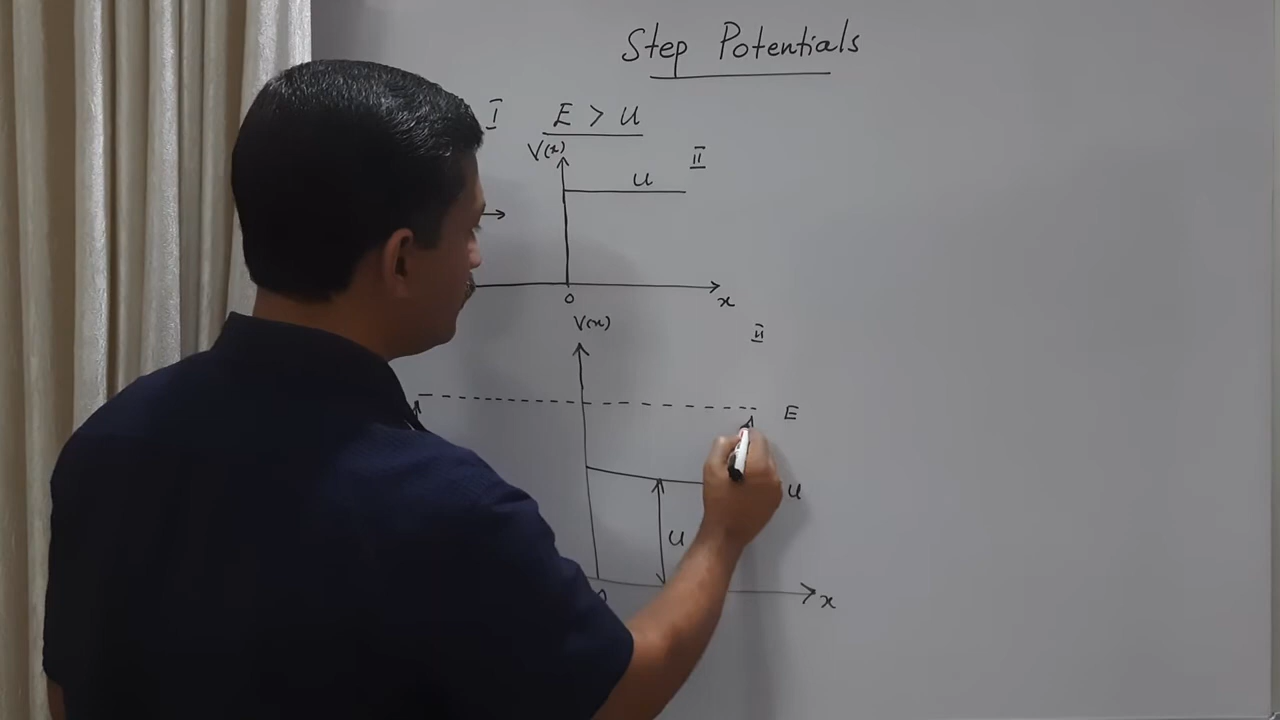 Step Potentials
I
E > U
V(x)
II
U
0
x
V(x)
II
E
U
U
x